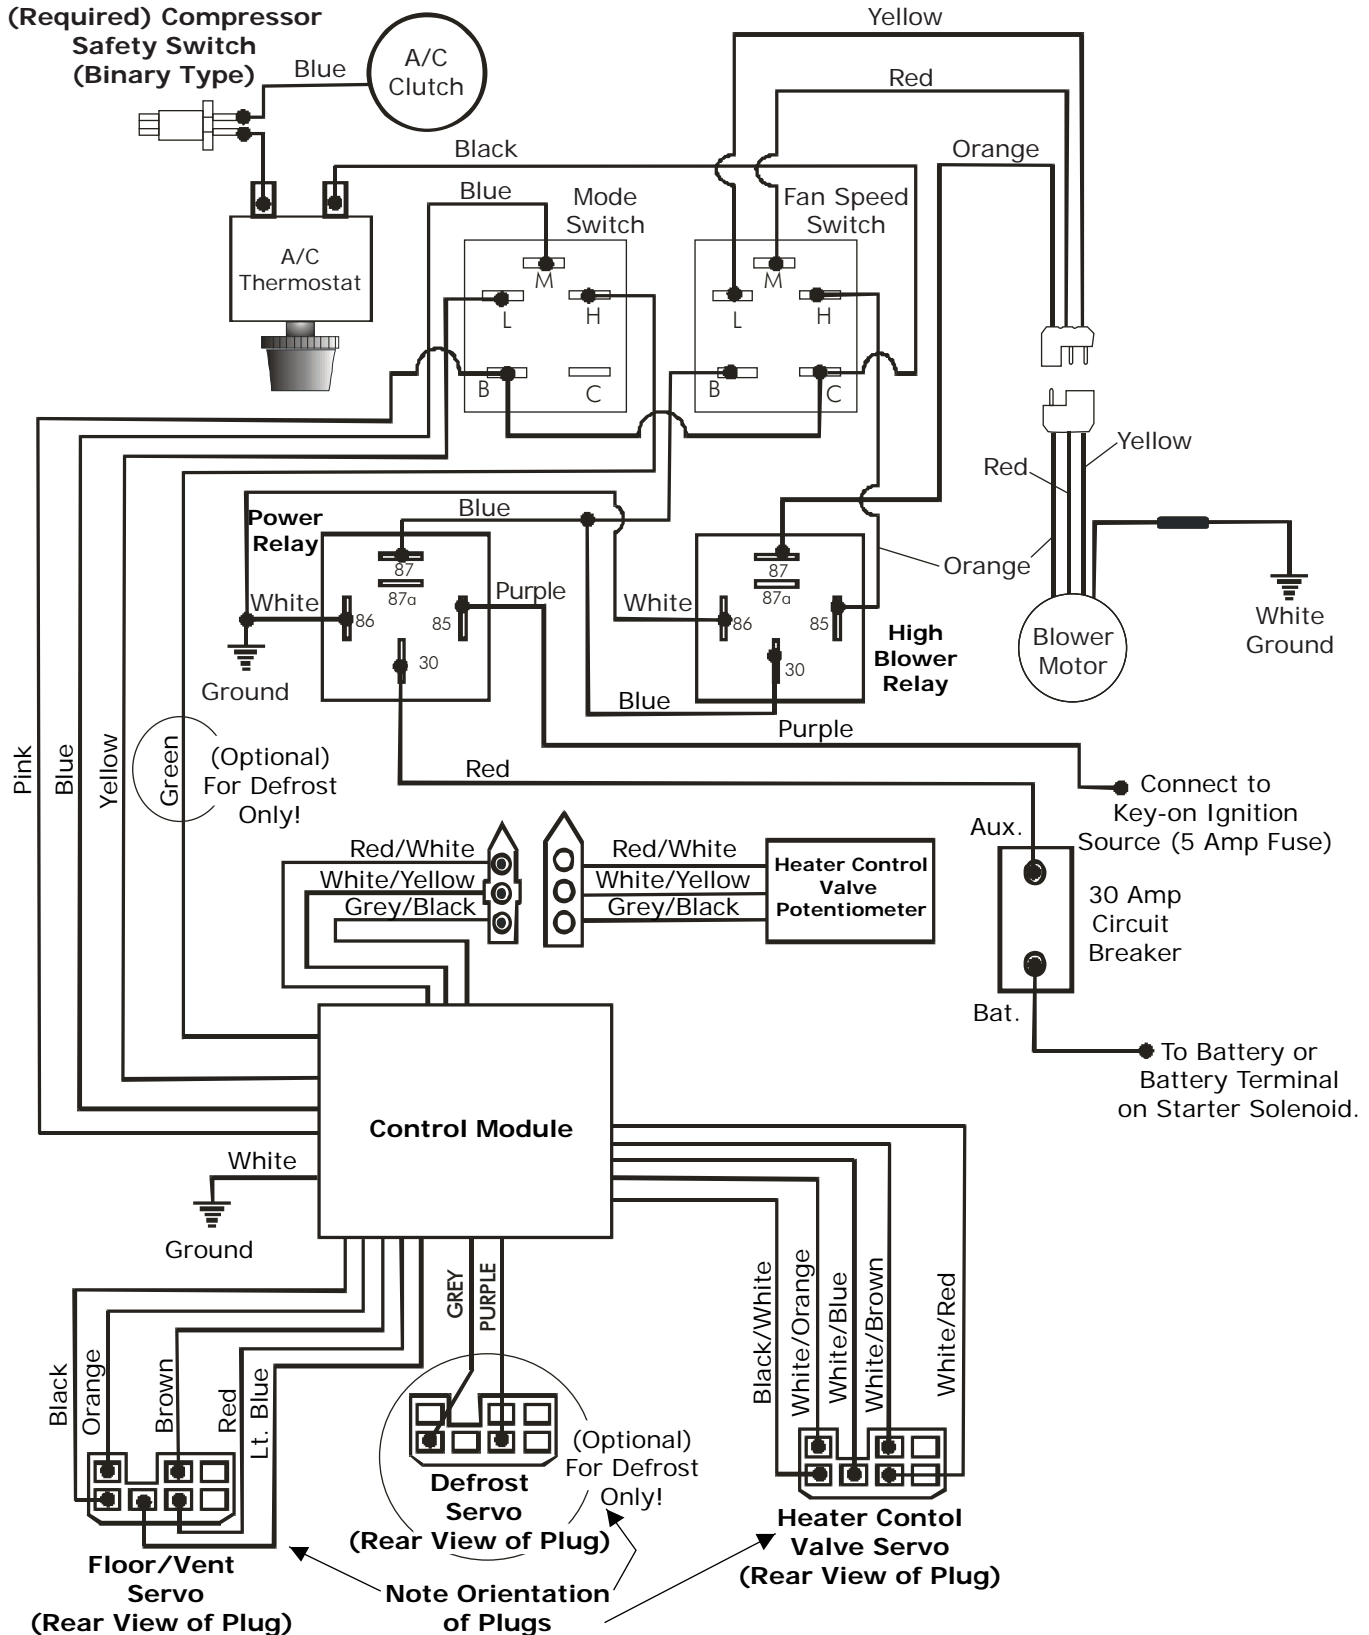 (Required) Compressor
Safety Switch
(Binary Type)
Blue
A/C
Clutch
Yellow
Red
Black
Orange
Blue
Mode
Switch
Fan Speed
Switch
A/C
Thermostat
M
L
H
B
C
M
L
H
B
C
Yellow
Red
Power
Relay
Blue
87
87a
86
85
30
White
Purple
Ground
White
87
87a
86
85
30
Orange
High
Blower
Relay
Blue
Blower
Motor
White
Ground
Purple
Connect to
Key-on Ignition
Source (5 Amp Fuse)
Pink
Blue
Yellow
Green
(Optional)
For Defrost
Only!
Red
Aux.
30 Amp
Circuit
Breaker
Bat.
To Battery or
Battery Terminal
on Starter Solenoid.
Red/White
White/Yellow
Grey/Black
Red/White
White/Yellow
Grey/Black
Heater Control
Valve
Potentiometer
Control Module
White
Ground
Black
Orange
Brown
Red
Lt. Blue
GREY
PURPLE
Black/White
White/Orange
White/Blue
White/Brown
White/Red
Floor/Vent
Servo
(Rear View of Plug)
Defrost
Servo
(Rear View of Plug)
(Optional)
For Defrost
Only!
Heater Contol
Valve Servo
(Rear View of Plug)
Note Orientation
of Plugs